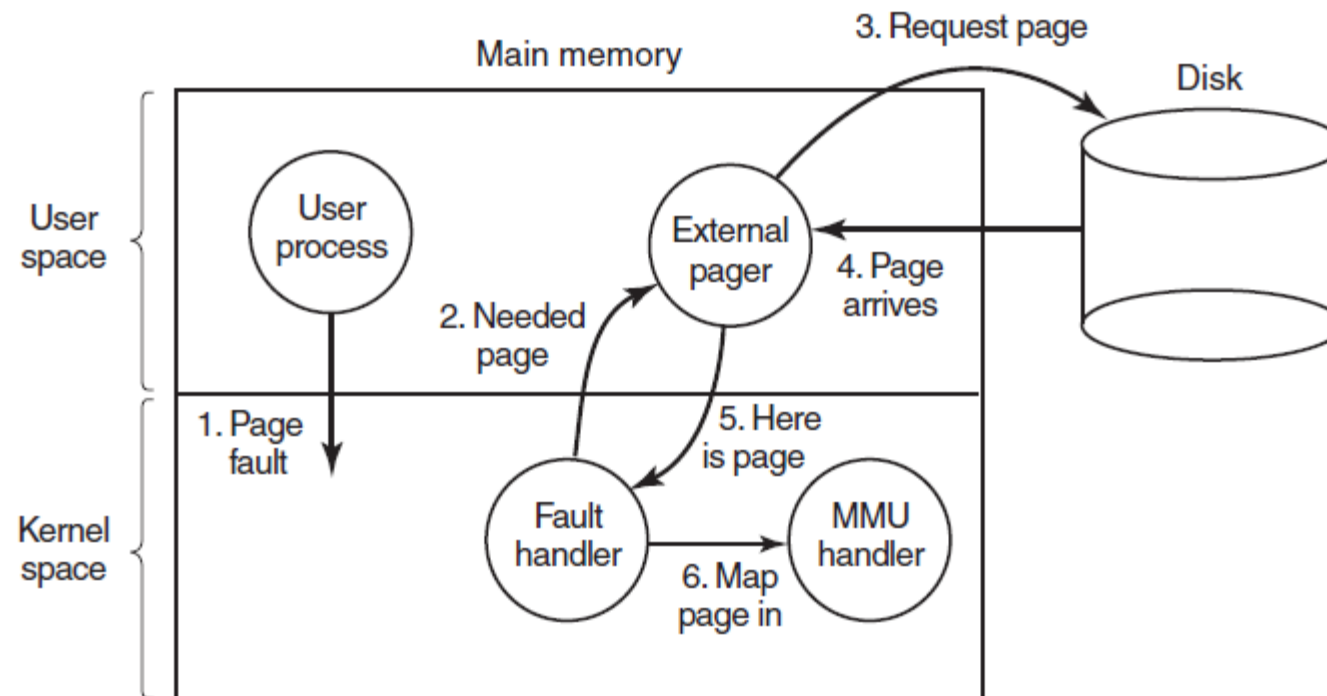 3. Request page
Main memory
Disk
User
process
User
space
External
pager
4. Page
arrives
2. Needed
page
1. Page
fault
5. Here
is page
Kernel
space
Fault
handler
MMU
handler
6. Map
page in